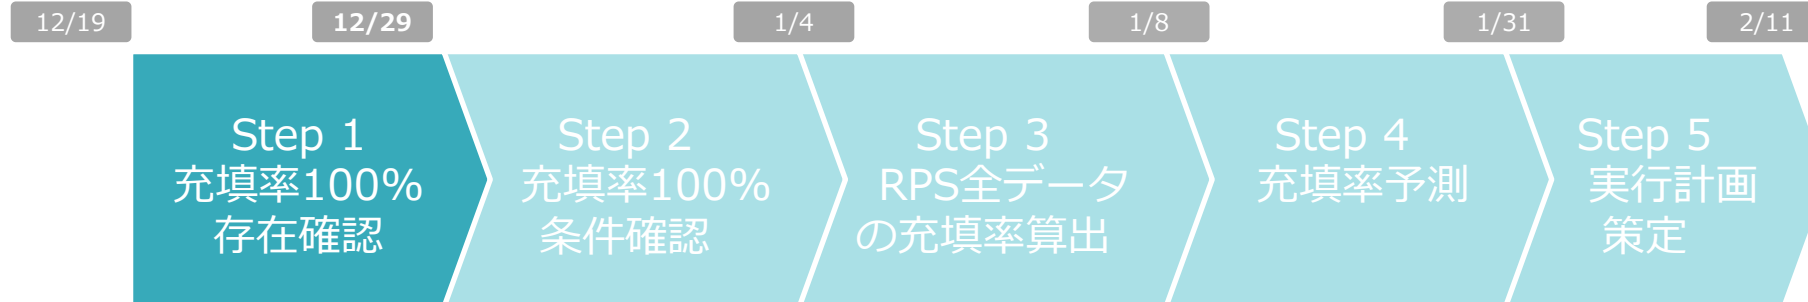 12/19
12/29
1/4
1/8
1/31
2/11
Step 1
充填率100%
存在確認
Step 2
充填率100%
条件確認
Step 3
RPS全データ
の充填率算出
Step 4
充填率予測
Step 5
実行計画
策定